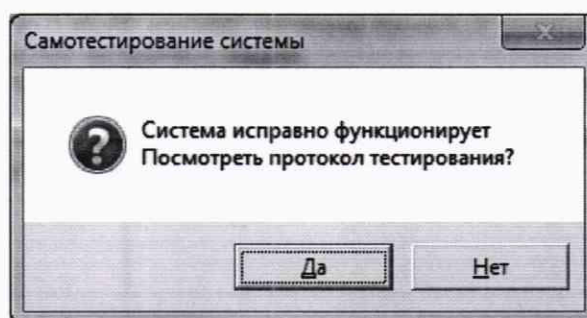 Самотестирование системы
Система исправно функционирует
Посмотреть протокол тестирования?
Да
Нет